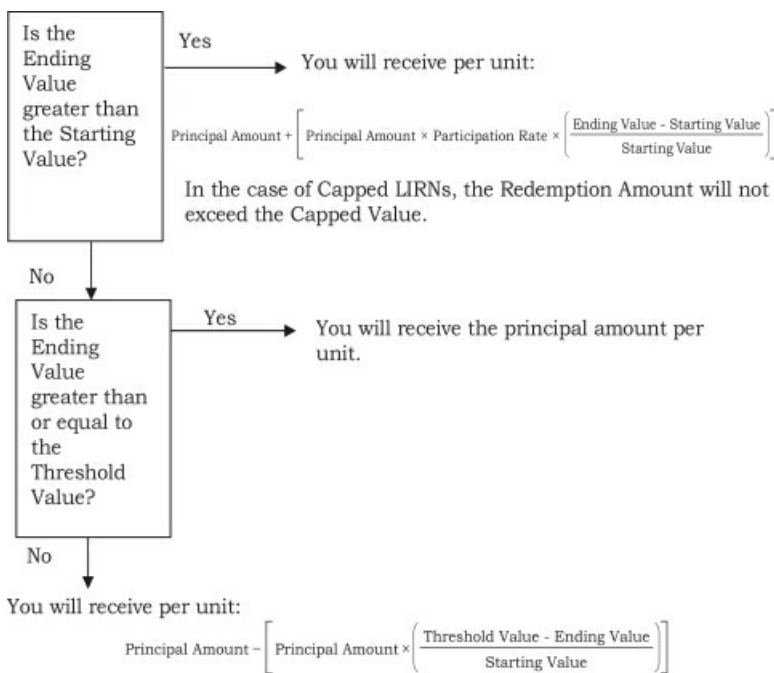 Is the
Ending
Value
greater than
the Starting
Value?
Yes
You will receive per unit:
Principal Amount + [ Principal Amount × Participation Rate × ( Ending Value - Starting Value / Starting Value ) ]
In the case of Capped LIRNs, the Redemption Amount will not
exceed the Capped Value.
No
Is the
Ending
Value
greater than
or equal to
the
Threshold
Value?
Yes
You will receive the principal amount per
unit.
No
You will receive per unit:
Principal Amount − [ Principal Amount × ( Threshold Value - Ending Value / Starting Value ) ]